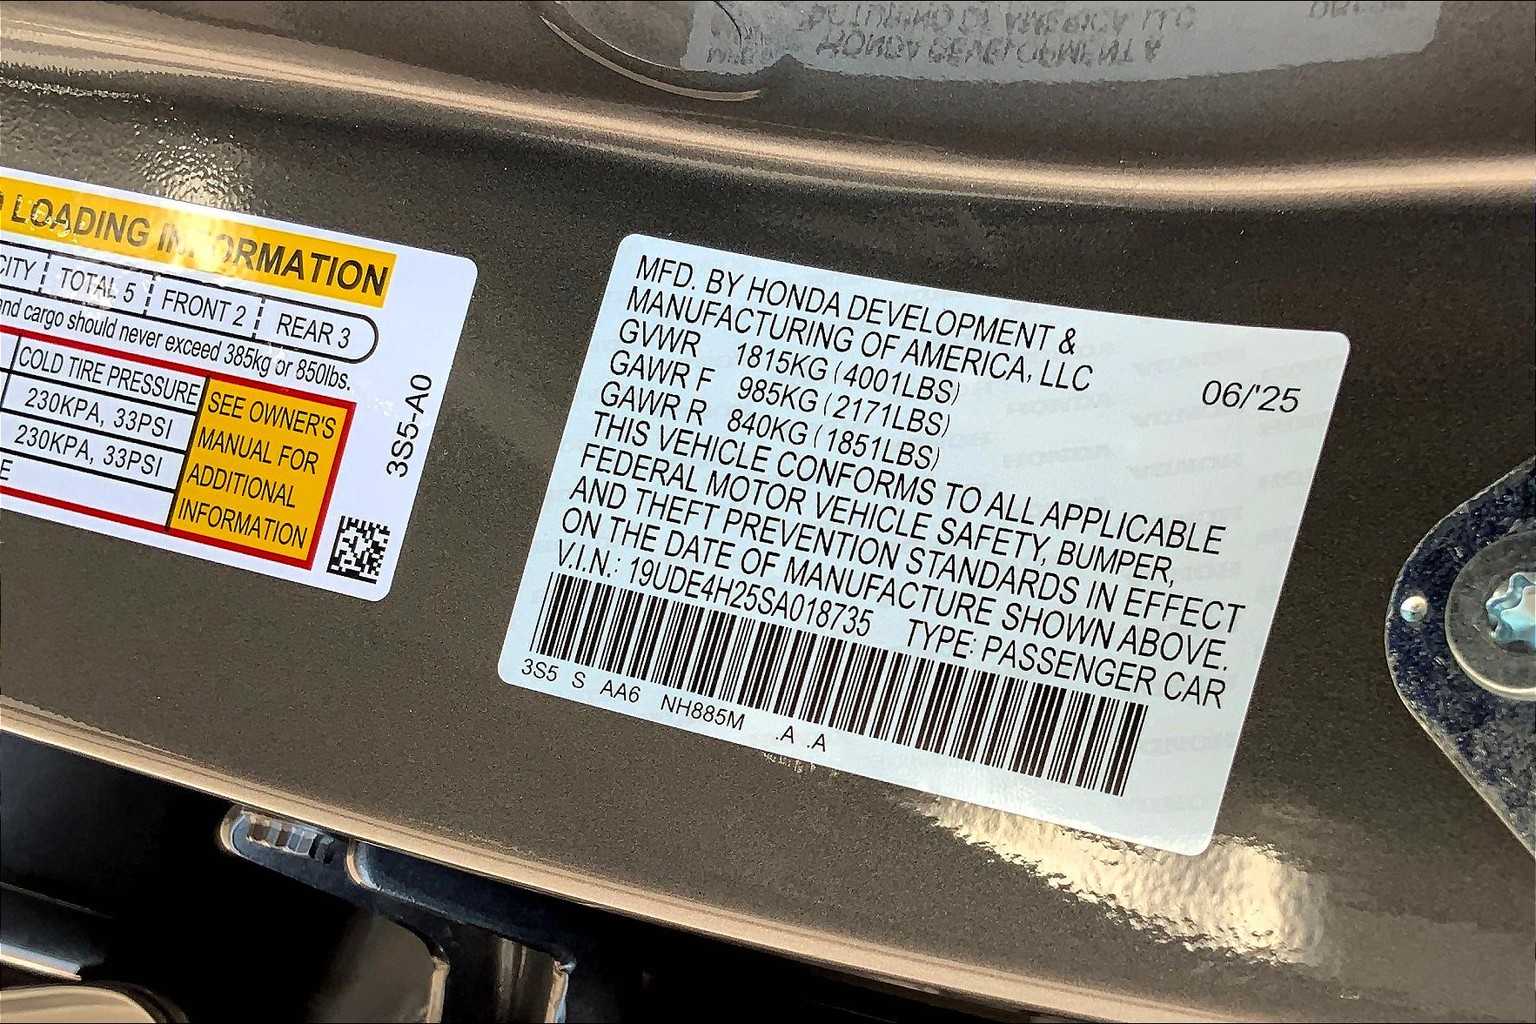 LOADING INFORMATION
CITY TOTAL 5 FRONT 2 REAR 3
and cargo should never exceed 385kg or 850lbs.
COLD TIRE PRESSURE
230KPA, 33PSI
230KPA, 33PSI
SEE OWNER'S
MANUAL FOR
ADDITIONAL
INFORMATION
3S5-A0
MFD. BY HONDA DEVELOPMENT &
MANUFACTURING OF AMERICA, LLC
GVWR 1815KG (4001LBS) 06/'25
GAWR F 985KG (2171LBS)
GAWR R 840KG (1851LBS)
THIS VEHICLE CONFORMS TO ALL APPLICABLE
FEDERAL MOTOR VEHICLE SAFETY, BUMPER,
AND THEFT PREVENTION STANDARDS IN EFFECT
ON THE DATE OF MANUFACTURE SHOWN ABOVE.
V.I.N.: 19UDE4H25SA018735 TYPE: PASSENGER CAR
3S5 S AA6 NH885M .A .A